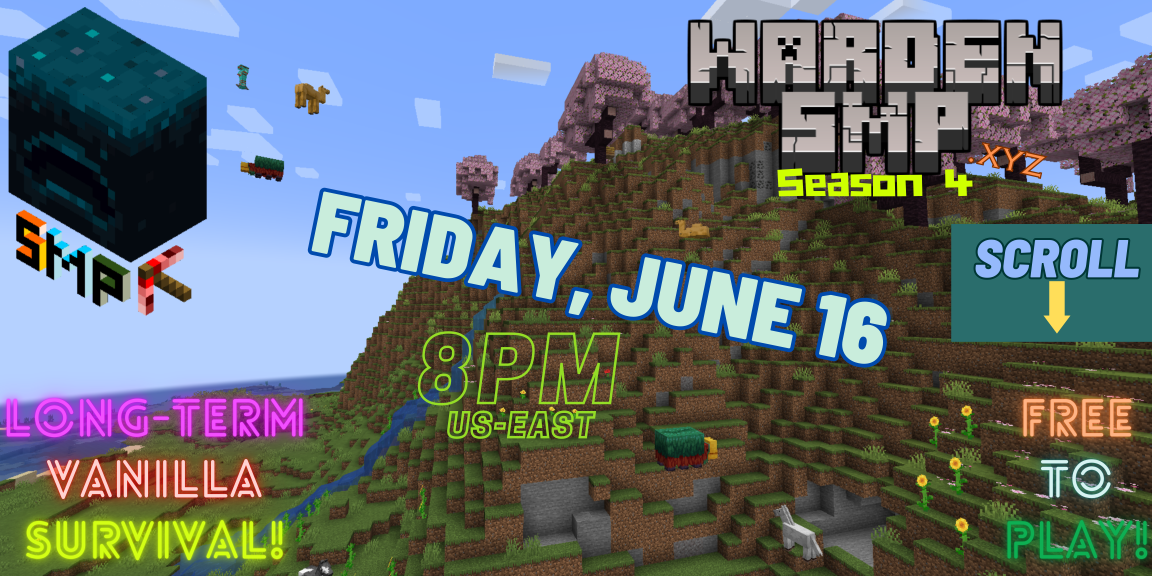 WARDEN
SMP
.XYZ
Season 4
SMP
FRIDAY, JUNE 16
SCROLL
8PM
US-EAST
LONG-TERM
VANILLA
SURVIVAL!
FREE
TO
PLAY!